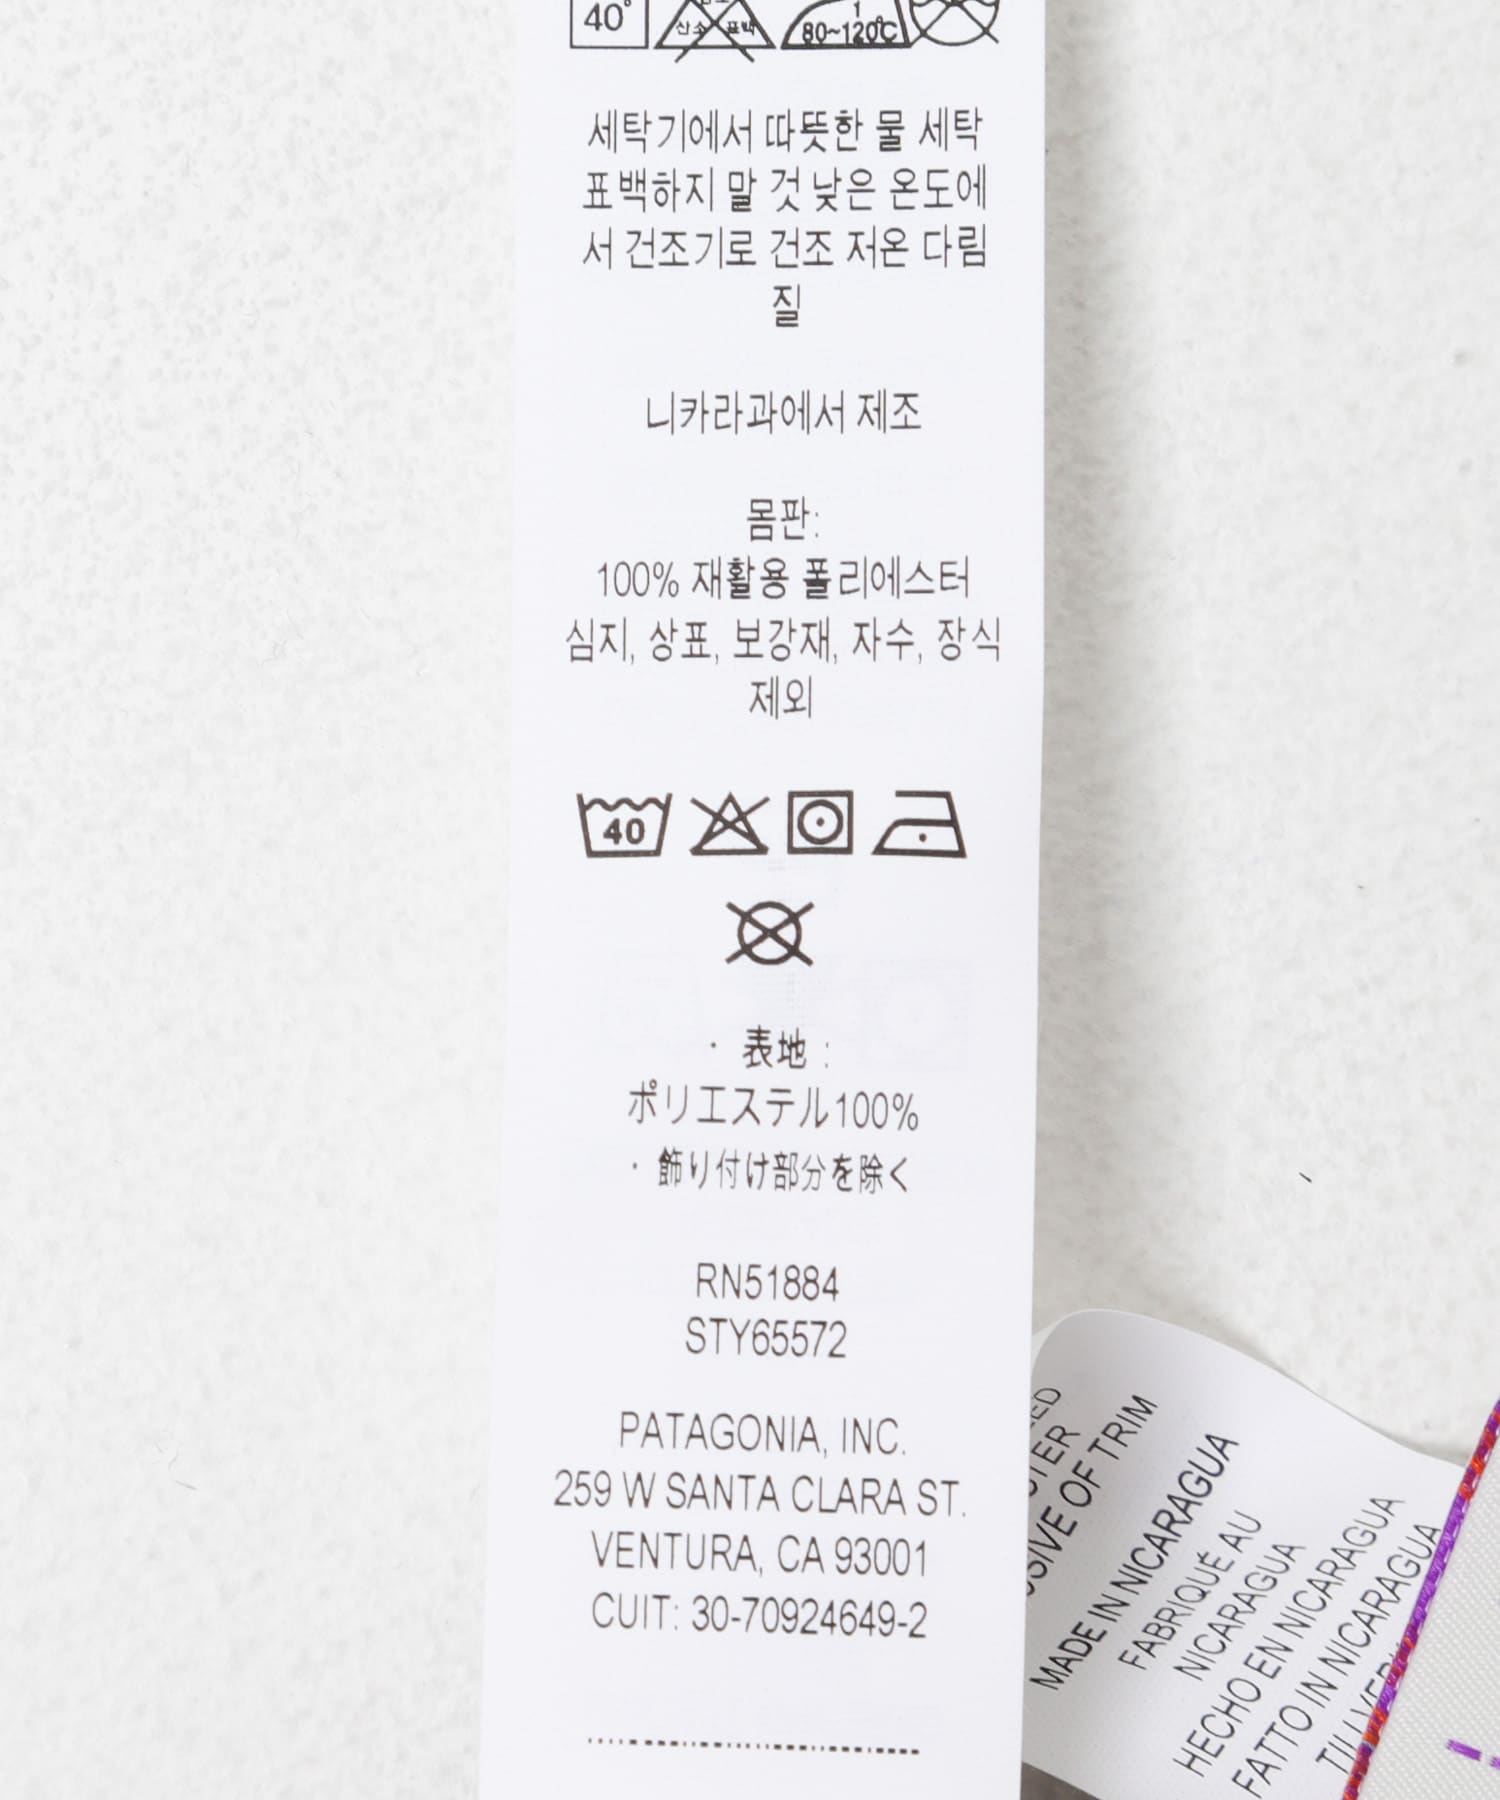 40°
산소 표백
80~120℃
세탁기에서 따뜻한 물 세탁
표백하지 말 것 낮은 온도에
서 건조기로 건조 저온 다림
질
니카라과에서 제조
몸판:
100% 재활용 폴리에스터
심지, 상표, 보강재, 자수, 장식
제외
40
・ 表地 :
ポリエステル100%
・ 飾り付け部分を除く
RN51884
STY65572
PATAGONIA, INC.
259 W SANTA CLARA ST.
VENTURA, CA 93001
CUIT: 30-70924649-2
OF TRIM
MADE IN NICARAGUA
FABRIQUÉ AU
NICARAGUA
HECHO EN NICARAGUA
FATTO IN NICARAGUA